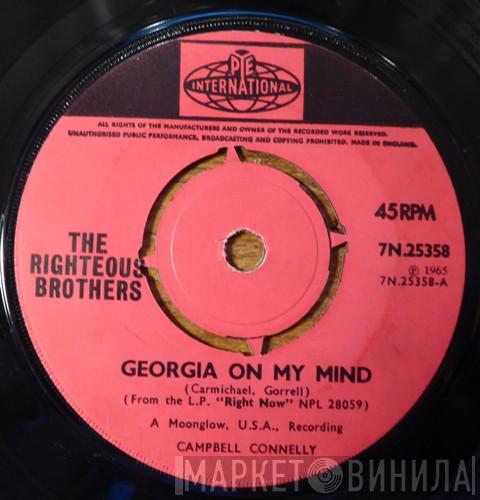 PYE
INTERNATIONAL
ALL RIGHTS OF THE MANUFACTURERS AND OWNER OF THE RECORDED WORK RESERVED.
UNAUTHORISED PUBLIC PERFORMANCE, BROADCASTING AND COPYING PROHIBITED. MADE IN ENGLAND.
45RPM
7N.25358
Ⓟ 1965
7N.25358-A
THE
RIGHTEOUS
BROTHERS
GEORGIA ON MY MIND
(Carmichael, Gorrell)
(From the L.P. "Right Now" NPL 28059)
A Moonglow, U.S.A., Recording
CAMPBELL CONNELLY
МАРКЕТ ВИНИЛА